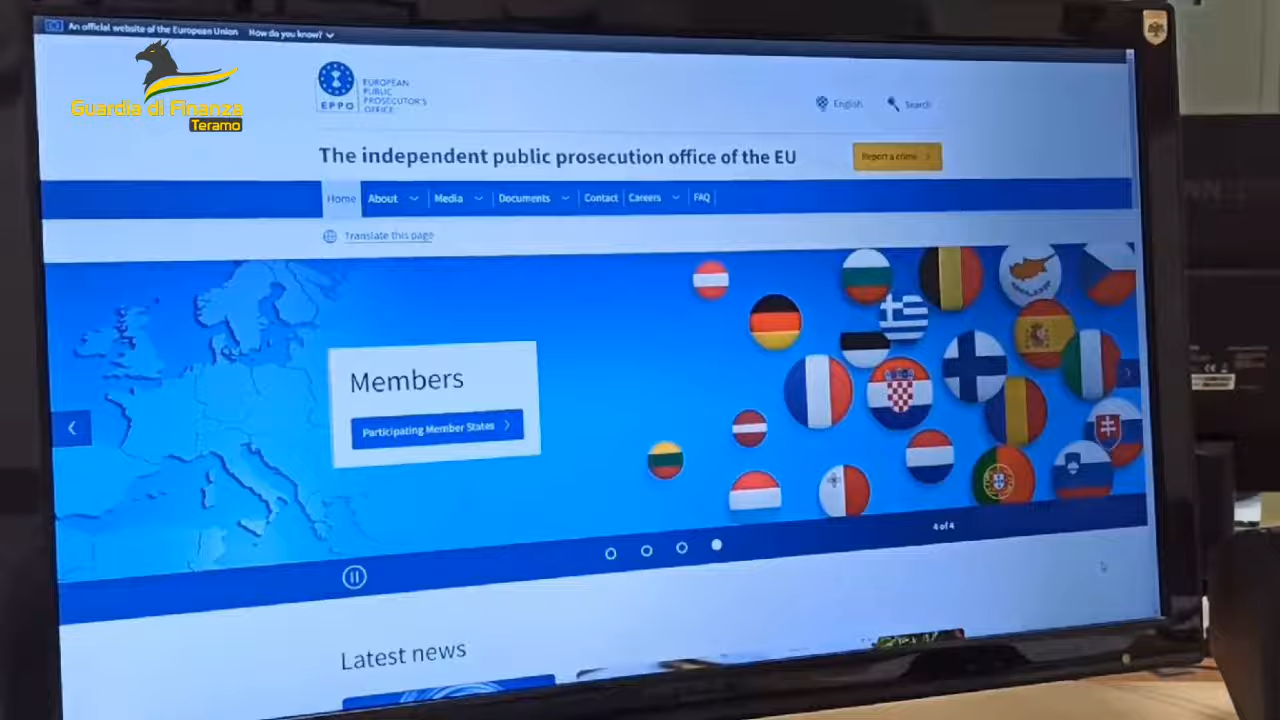 An official website of the European Union How do you know?
Guardia di Finanza
Teramo
EPPO
EUROPEAN
PUBLIC
PROSECUTOR'S
OFFICE
English
Search
The independent public prosecution office of the EU
Report a crime
Home
About
Media
Documents
Contact
Careers
FAQ
Translate this page
Members
Participating Member States
4 of 4
Latest news